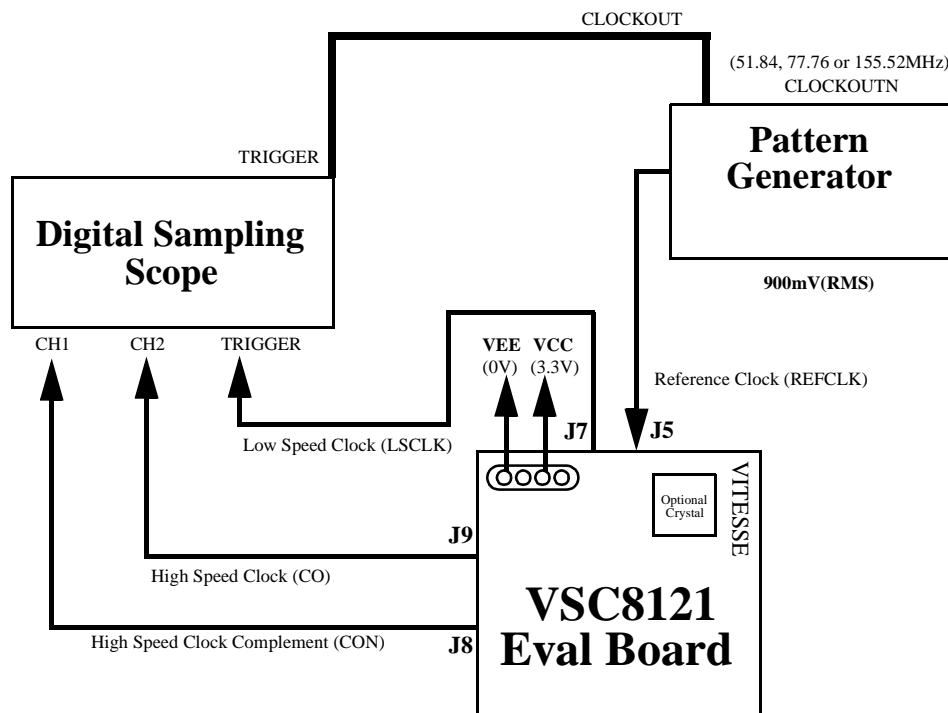 CLOCKOUT
(51.84, 77.76 or 155.52MHz)
CLOCKOUTN
Pattern
Generator
TRIGGER
Digital Sampling
Scope
900mV(RMS)
CH1
CH2
TRIGGER
VEE
(0V)
VCC
(3.3V)
Reference Clock (REFCLK)
J7
J5
Low Speed Clock (LSCLK)
VITESSE
Optional
Crystal
J9
High Speed Clock (CO)
VSC8121
Eval Board
High Speed Clock Complement (CON)
J8